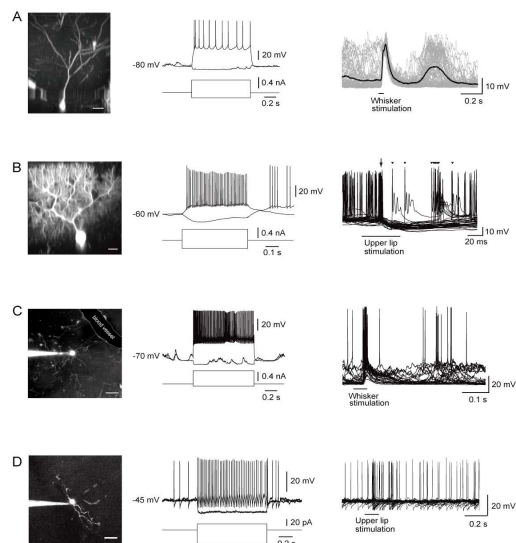 A
-80 mV
20 mV
0.4 nA
0.2 s
Whisker
stimulation
10 mV
0.2 s
B
-60 mV
20 mV
0.4 nA
0.1 s
Upper lip
stimulation
10 mV
20 ms
C
blood vessel
-70 mV
20 mV
0.4 nA
0.2 s
Whisker
stimulation
20 mV
0.1 s
D
-45 mV
20 mV
20 pA
Upper lip
stimulation
20 mV
0.2 s